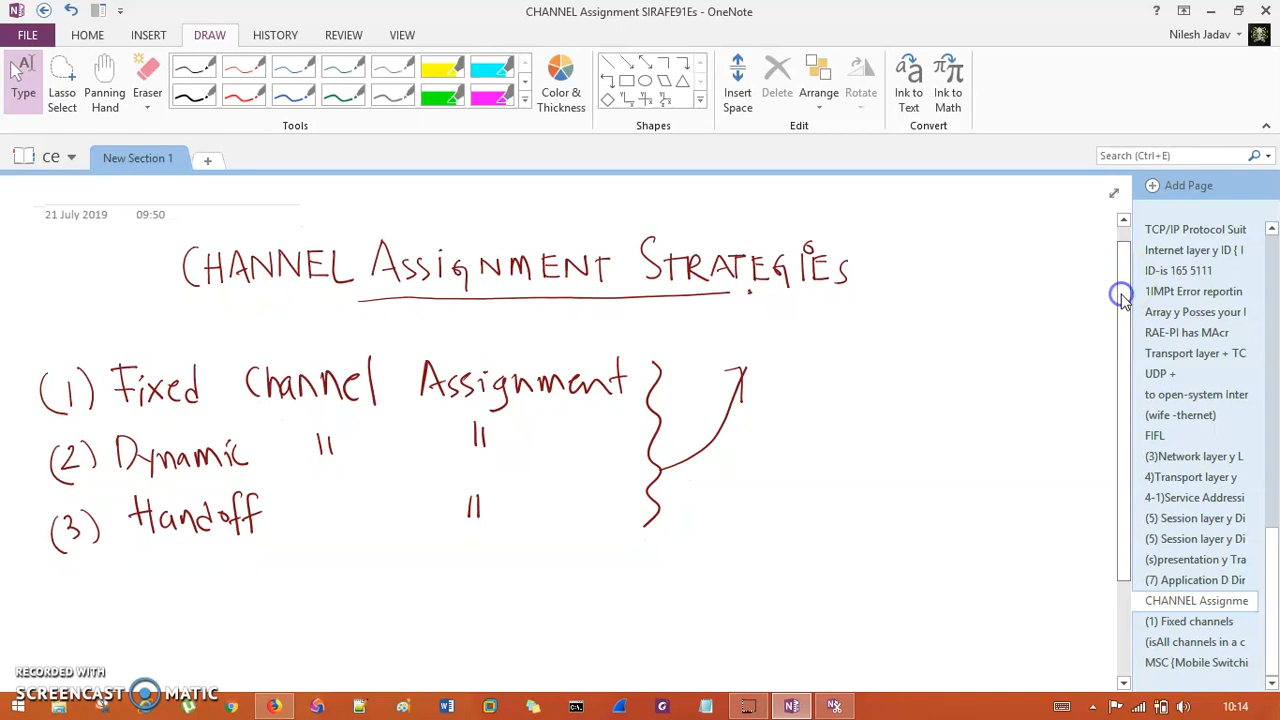 CHANNEL Assignment SIRAFE91Es - OneNote
FILE HOME INSERT DRAW HISTORY REVIEW VIEW
Nilesh Jadav
Type Lasso Select Panning Hand Eraser Color & Thickness Insert Space Delete Arrange Rotate Ink to Text Ink to Math
Tools Shapes Edit Convert
ce New Section 1 Search (Ctrl+E)
Add Page
21 July 2019 09:50
CHANNEL AssignMENT STRATEgiEs
(1) Fixed Channel Assignment
(2) Dynamic " "
(3) Handoff "
TCP/IP Protocol Suit
Internet layer y ID { I
ID-is 165 5111
1IMPt Error reportin
Array y Posses your I
RAE-PI has MAcr
Transport layer + TC
UDP +
to open-system Inter
(wife -thernet)
FIFL
(3)Network layer y L
4)Transport layer y
4-1)Service Addressi
(5) Session layer y Di
(5) Session layer y Di
(s)presentation y Tra
(7) Application D Dir
CHANNEL Assignme
(1) Fixed channels
(isAll channels in a c
MSC {Mobile Switchi
RECORDED WITH
SCREENCAST MATIC
10:14